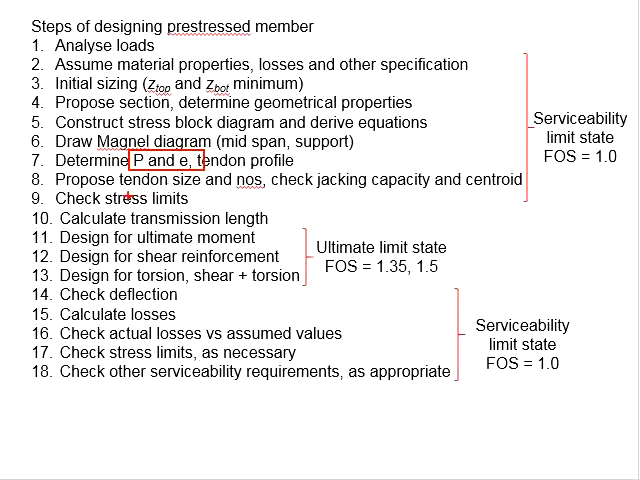 Steps of designing prestressed member
1. Analyse loads
2. Assume material properties, losses and other specification
3. Initial sizing (ztop and zbot minimum)
4. Propose section, determine geometrical properties
5. Construct stress block diagram and derive equations
6. Draw Magnel diagram (mid span, support)
7. Determine P and e, tendon profile
8. Propose tendon size and nos, check jacking capacity and centroid
9. Check stress limits
Serviceability
limit state
FOS = 1.0
10. Calculate transmission length
11. Design for ultimate moment
12. Design for shear reinforcement
13. Design for torsion, shear + torsion
Ultimate limit state
FOS = 1.35, 1.5
14. Check deflection
15. Calculate losses
16. Check actual losses vs assumed values
17. Check stress limits, as necessary
18. Check other serviceability requirements, as appropriate
Serviceability
limit state
FOS = 1.0